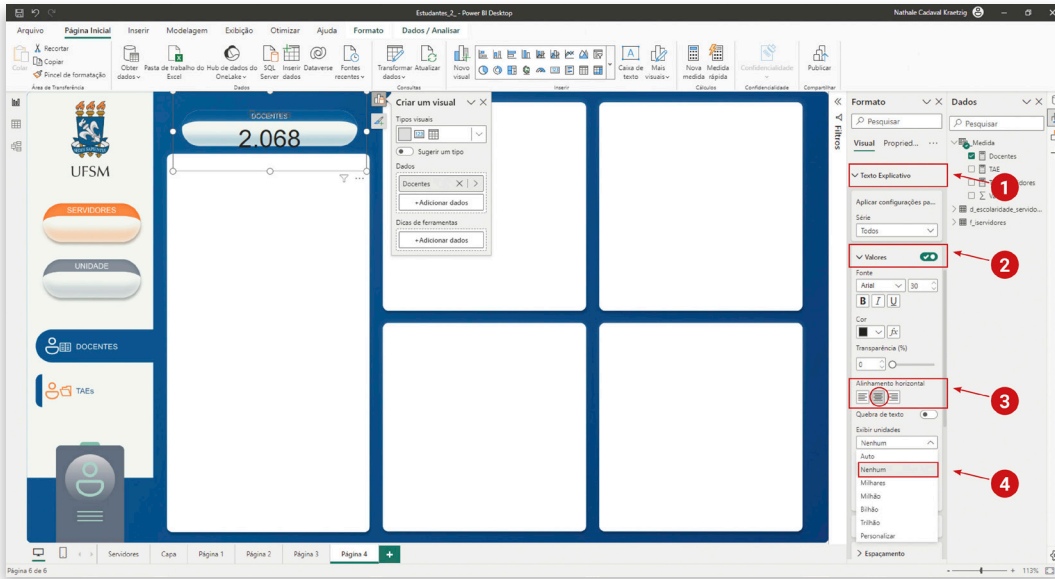 Estudantes_2_ - Power BI Desktop
Nathale Cadaval Kraetzig
Arquivo
Página Inicial
Inserir
Modelagem
Exibição
Otimizar
Ajuda
Formato
Dados / Analisar
Colar
Recortar
Copiar
Pincel de formatação
Área de Transferência
Obter dados
Pasta de trabalho do Excel
Hub de dados do OneLake
SQL Server
Inserir dados
Dataverse
Fontes recentes
Dados
Transformar dados
Atualizar
Consultas
Novo visual
Caixa de texto
Mais visuais
Inserir
Nova medida
Medida rápida
Cálculos
Confidencialidade
Confidencialidade
Publicar
Compartilhar
UFSM
SERVIDORES
UNIDADE
DOCENTES
TAEs
DOCENTES
2.068
Criar um visual
Tipos visuais
Sugerir um tipo
Dados
Docentes
+Adicionar dados
Dicas de ferramentas
+Adicionar dados
Filtros
Formato
Pesquisar
Visual
Propried...
Texto Explicativo
Aplicar configurações pa...
Série
Todos
Valores
Fonte
Arial
30
B I U
Cor
fx
Transparência (%)
0
Alinhamento horizontal
Quebra de texto
Exibir unidades
Nenhum
Auto
Nenhum
Milhares
Milhão
Bilhão
Trilhão
Personalizar
Espaçamento
Dados
Pesquisar
Medida
Docentes
TAE
d_escolaridade_servido...
f_iservidores
1
2
3
4
Servidores
Capa
Página 1
Página 2
Página 3
Página 4
+
Página 6 de 6
- + 113%